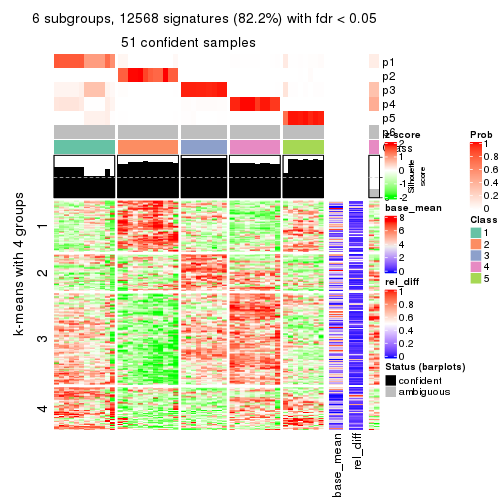 6 subgroups, 12568 signatures (82.2%) with fdr < 0.05
51 confident samples
p1
p2
p3
p4
p5
p6
Class
z-score
2
1
0
-1
-2
Silhouette
score
Prob
1
0.8
0.6
0.4
0.2
0
base_mean
8
6
4
2
0
Class
1
2
3
4
5
rel_diff
1
0.8
0.6
0.4
0.2
0
Status (barplots)
confident
ambiguous
k-means with 4 groups
1
2
3
4
base_mean
rel_diff